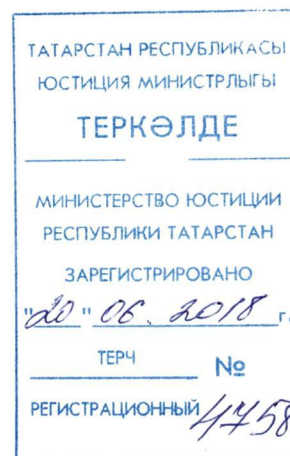 ТАТАРСТАН РЕСПУБЛИКАСЫ
ЮСТИЦИЯ МИНИСТРЛЫГЫ
ТЕРКӘЛДЕ
МИНИСТЕРСТВО ЮСТИЦИИ
РЕСПУБЛИКИ ТАТАРСТАН
ЗАРЕГИСТРИРОВАНО
"20" 06. 2018 г.
ТЕРЧ №
РЕГИСТРАЦИОННЫЙ 4758